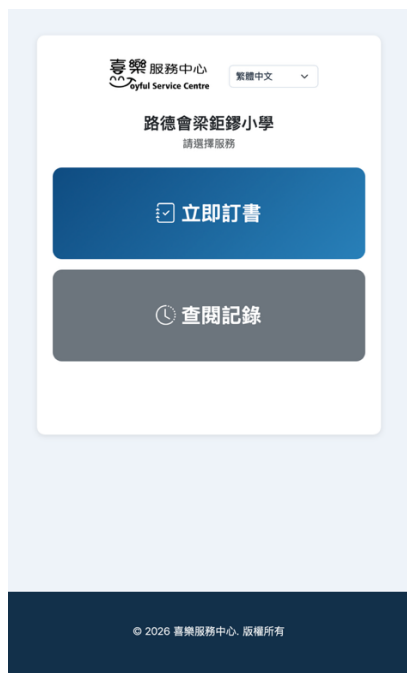 喜樂服務中心
Joyful Service Centre
繁體中文
路德會梁鉅鏐小學
請選擇服務
立即訂書
查閱記錄
© 2026 喜樂服務中心. 版權所有